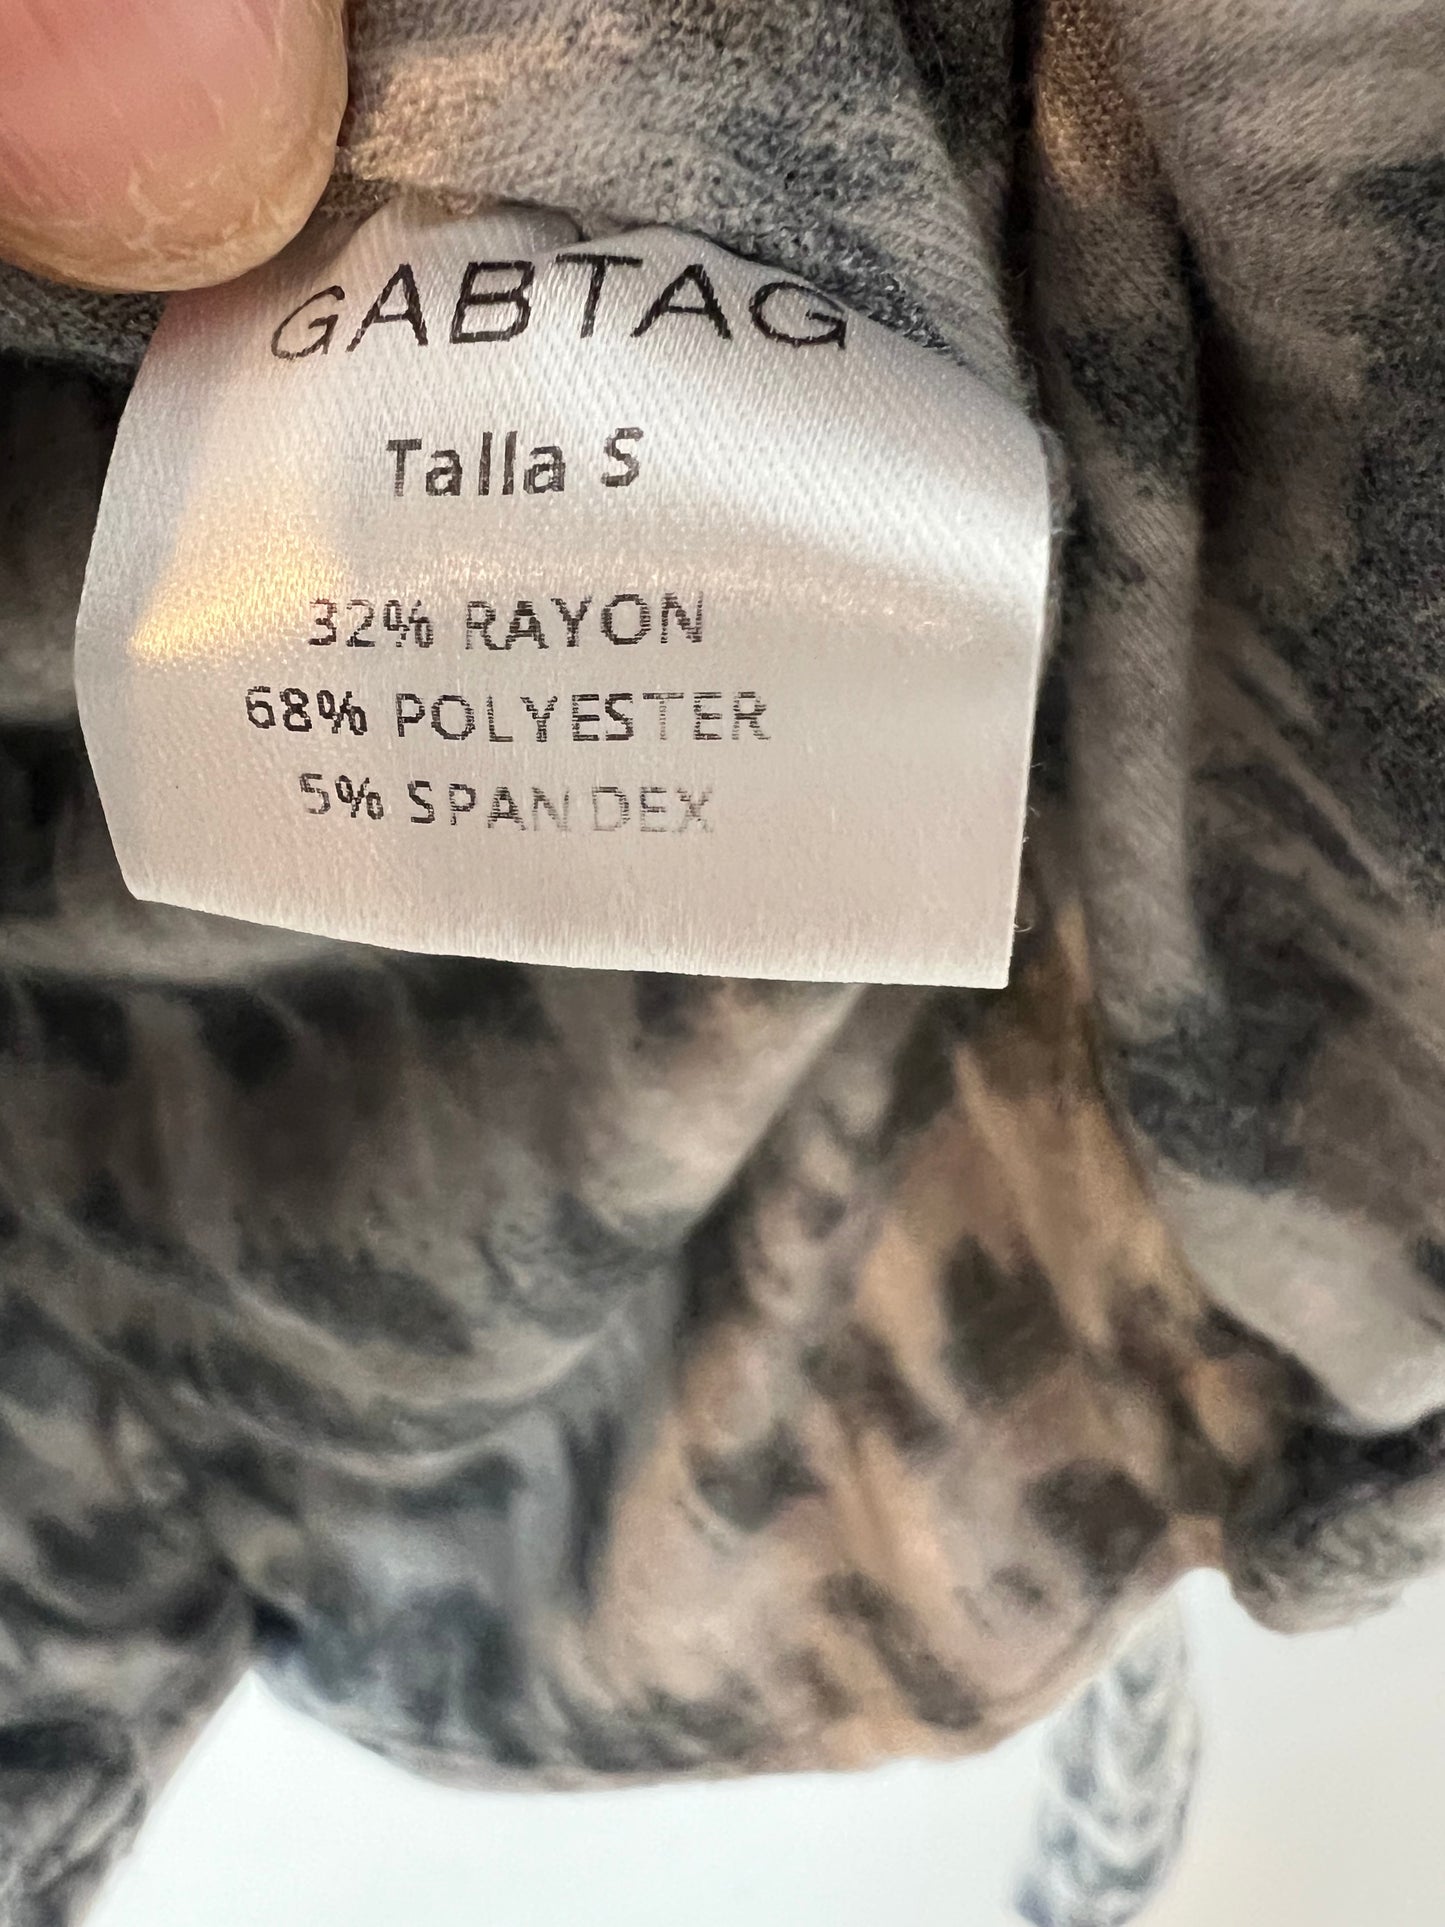 GABTAG
Talla S
32% RAYON
68% POLYESTER
5% SPANDEX